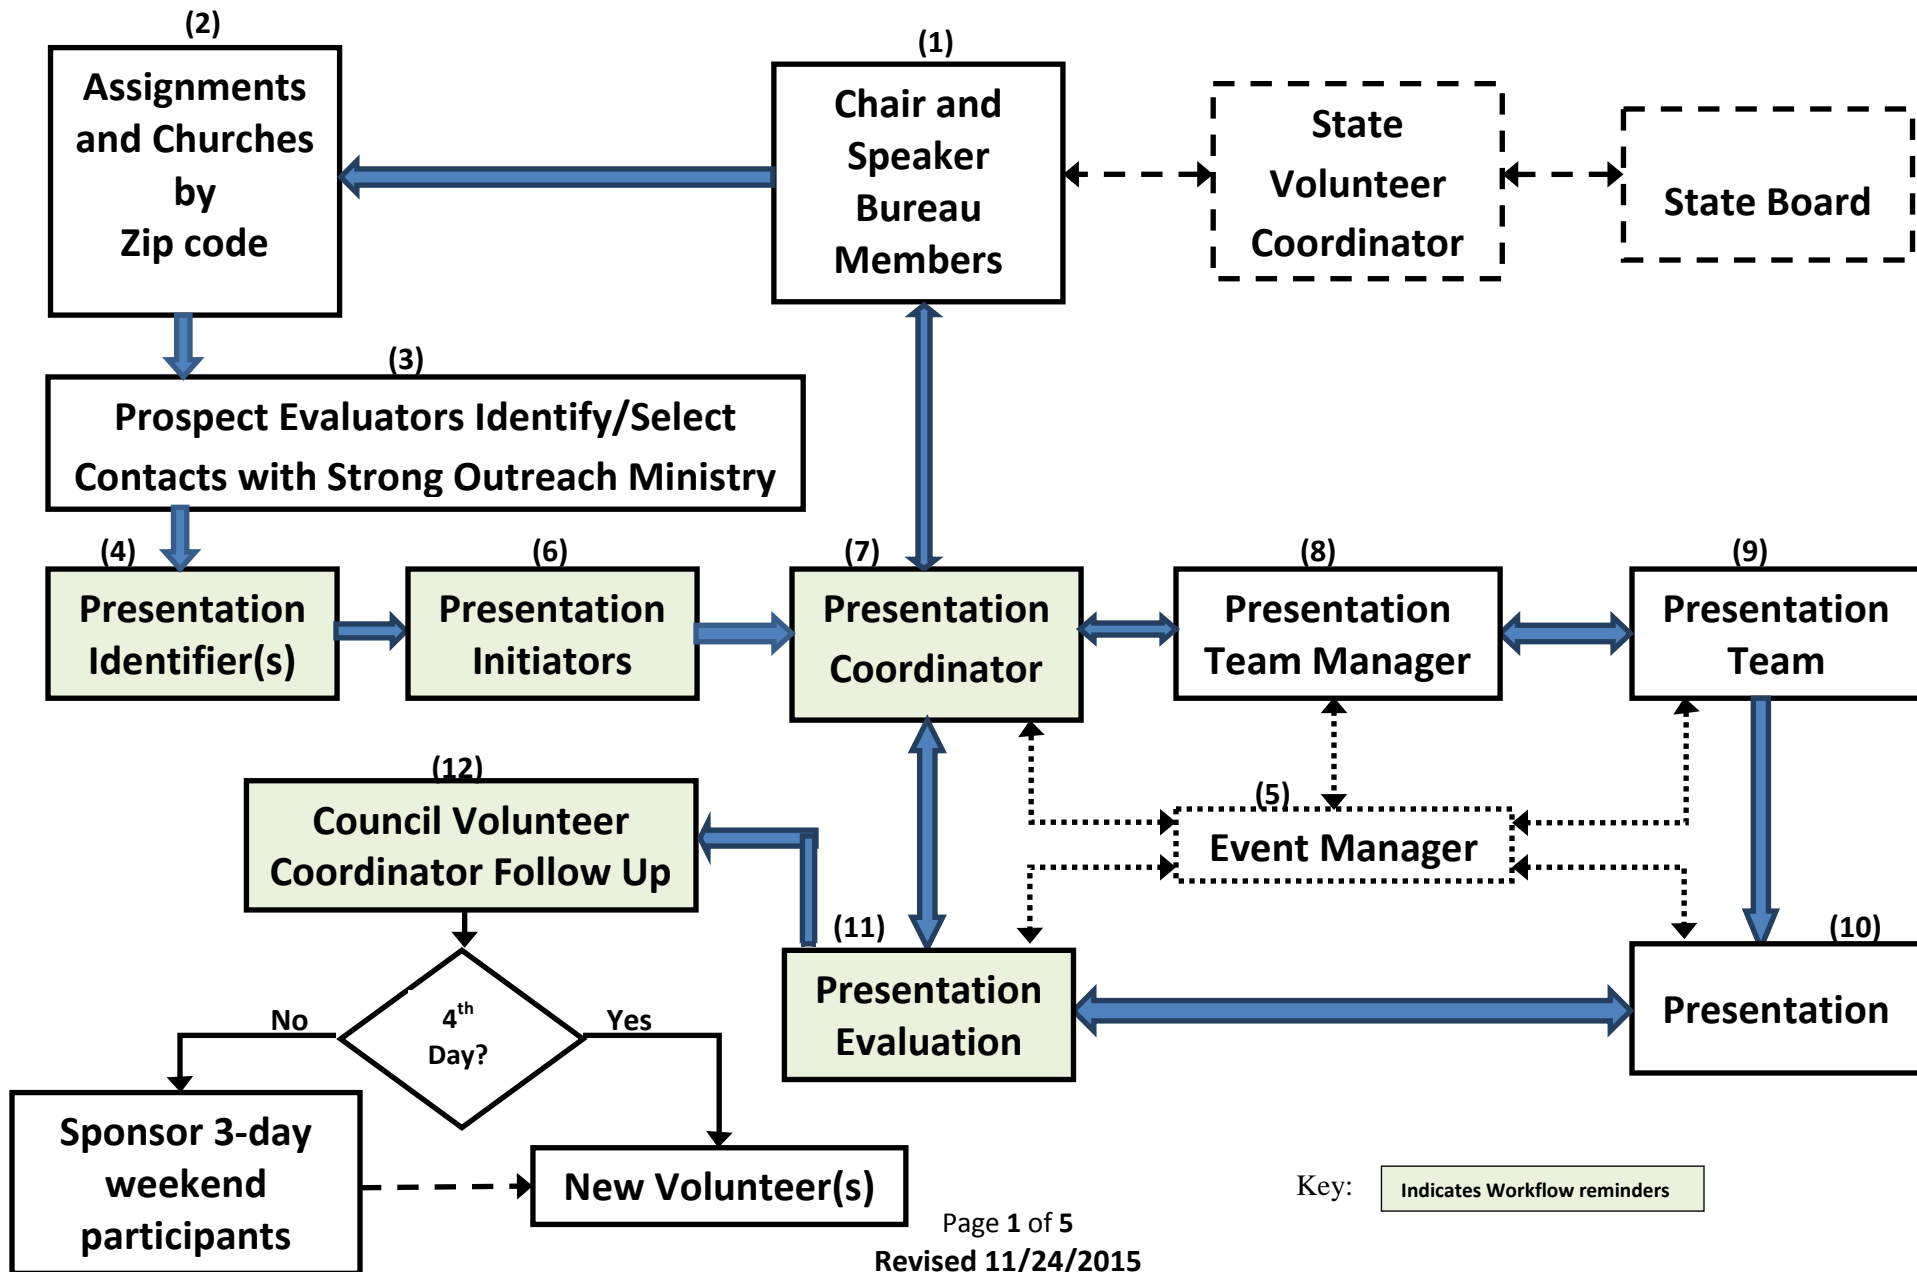 (2)
Assignments
and Churches
by
Zip code
(1)
Chair and
Speaker
Bureau
Members
State
Volunteer
Coordinator
State Board
(3)
Prospect Evaluators Identify/Select
Contacts with Strong Outreach Ministry
(4)
Presentation
Identifier(s)
(6)
Presentation
Initiators
(7)
Presentation
Coordinator
(8)
Presentation
Team Manager
(9)
Presentation
Team
(12)
Council Volunteer
Coordinator Follow Up
(5)
Event Manager
(11)
Presentation
Evaluation
(10)
Presentation
No
4th
Day?
Yes
Sponsor 3-day
weekend
participants
New Volunteer(s)
Key:
Indicates Workflow reminders
Page 1 of 5
Revised 11/24/2015